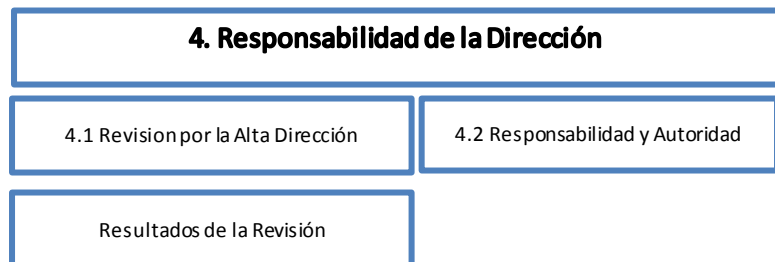 4. Responsabilidad de la Dirección
4.1 Revision por la Alta Dirección
4.2 Responsabilidad y Autoridad
Resultados de la Revisión